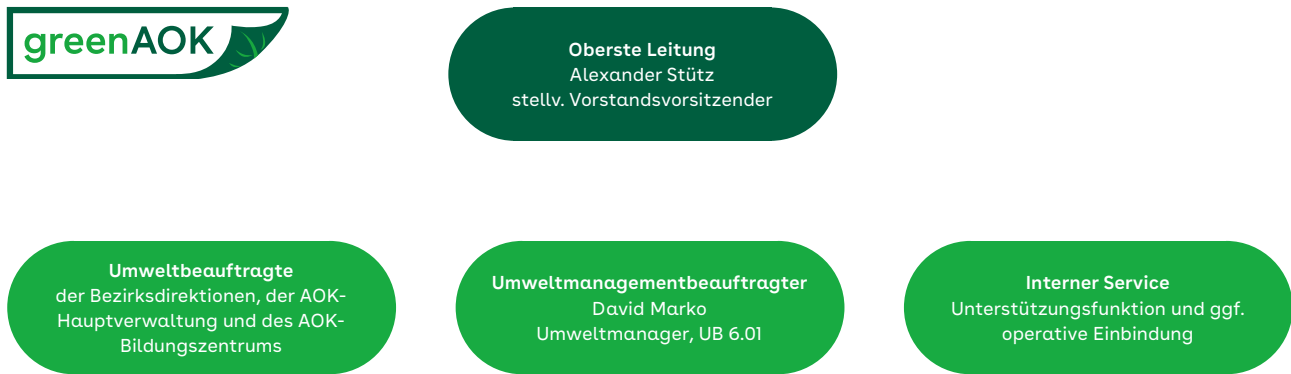 greenAOK
Oberste Leitung
Alexander Stütz
stellv. Vorstandsvorsitzender
Umweltbeauftragte
der Bezirksdirektionen, der AOK-
Hauptverwaltung und des AOK-
Bildungszentrums
Umweltmanagementbeauftragter
David Marko
Umweltmanager, UB 6.01
Interner Service
Unterstützungsfunktion und ggf.
operative Einbindung